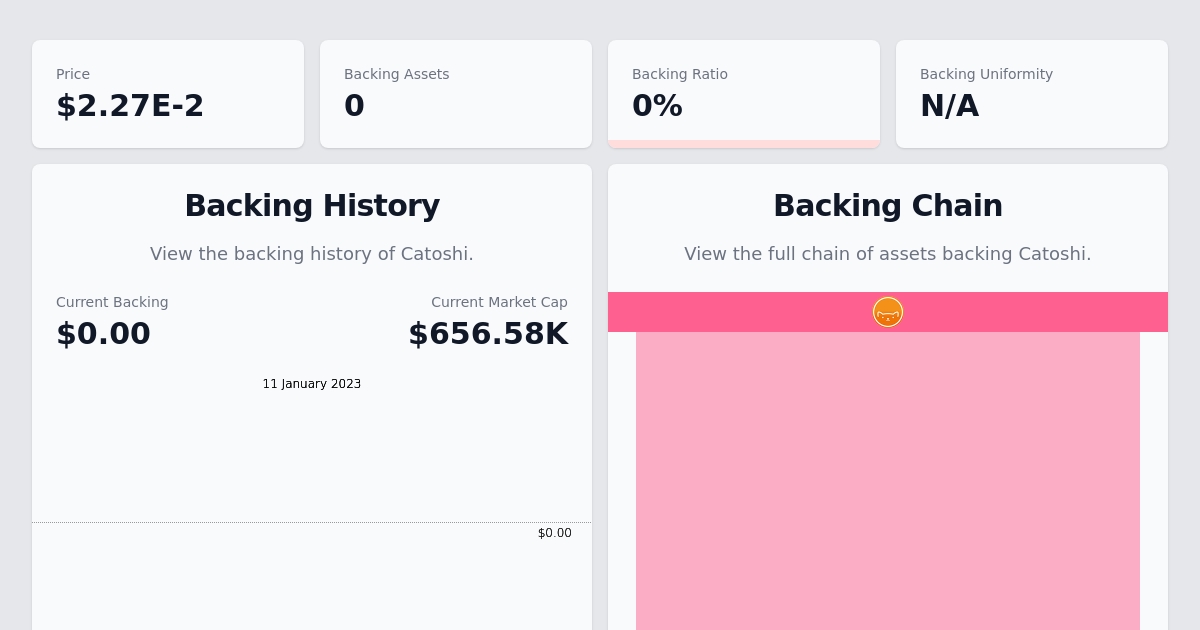 Price
$2.27E-2
Backing Assets
0
Backing Ratio
0%
Backing Uniformity
N/A
Backing History
View the backing history of Catoshi.
Current Backing
$0.00
Current Market Cap
$656.58K
11 January 2023
$0.00
Backing Chain
View the full chain of assets backing Catoshi.